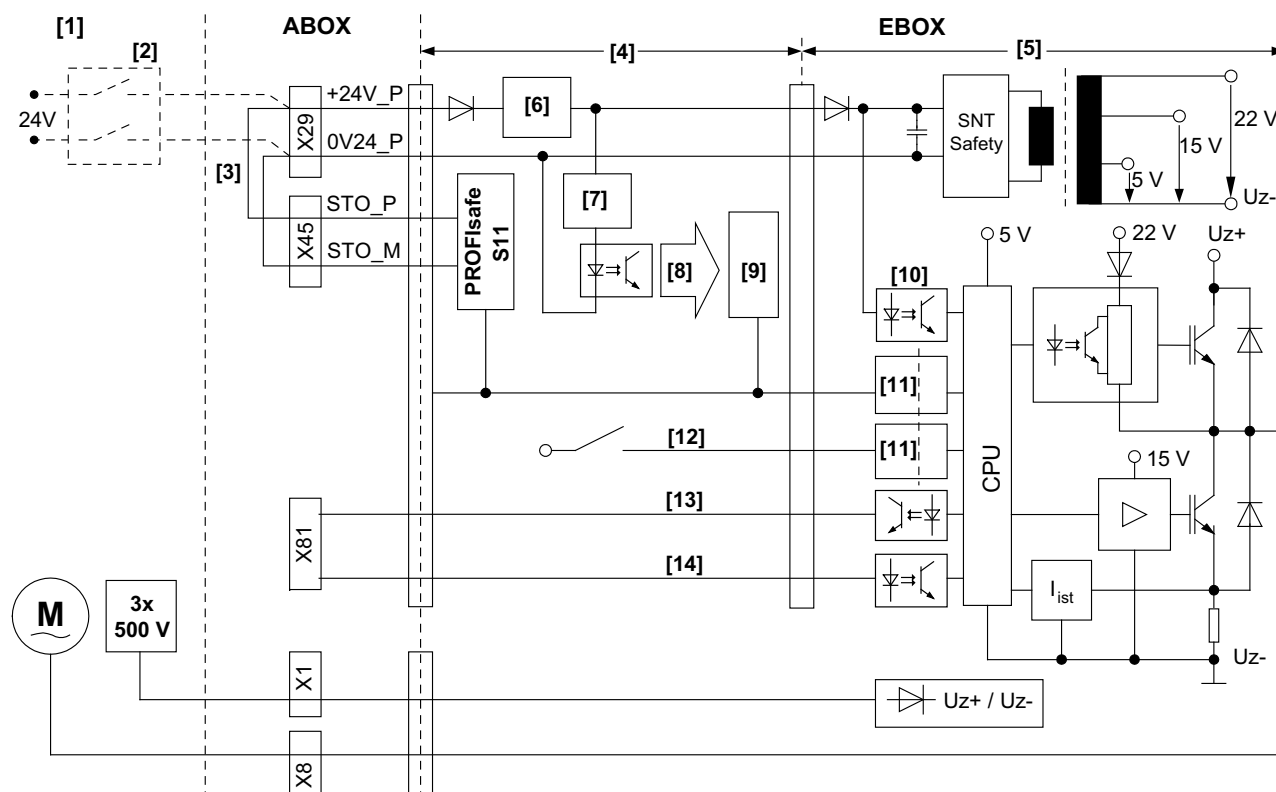 [1]
ABOX
EBOX
[2]
[4]
[5]
+24V_P
24V
X29
[6]
SNT
Safety
22 V
15 V
5 V
0V24_P
[3]
Uz-
STO_P
X45
STO_M
PROFIsafe
S11
[7]
[8]
[9]
5 V
22 V
Uz+
[10]
[11]
[12]
[11]
CPU
15 V
[13]
X81
[14]
I ist
M
3x
500 V
Uz-
X1
Uz+ / Uz-
X8